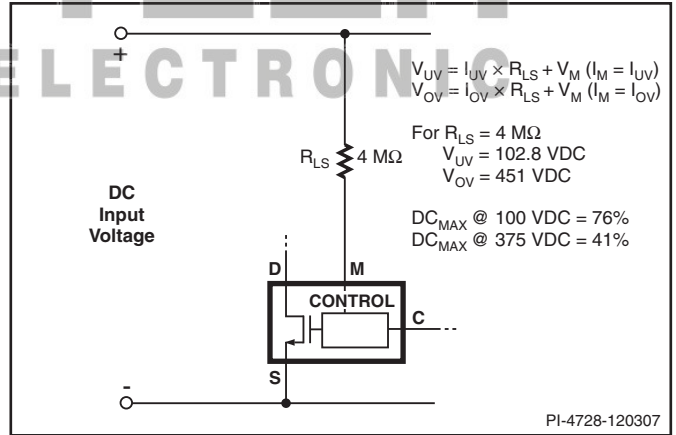 ELECTRONIC
+
V_UV = I_UV × R_LS + V_M (I_M = I_UV)
V_OV = I_OV × R_LS + V_M (I_M = I_OV)
For R_LS = 4 MΩ
V_UV = 102.8 VDC
V_OV = 451 VDC
R_LS 4 MΩ
DC
Input
Voltage
DC_MAX @ 100 VDC = 76%
DC_MAX @ 375 VDC = 41%
D M
CONTROL
C
S
-
PI-4728-120307